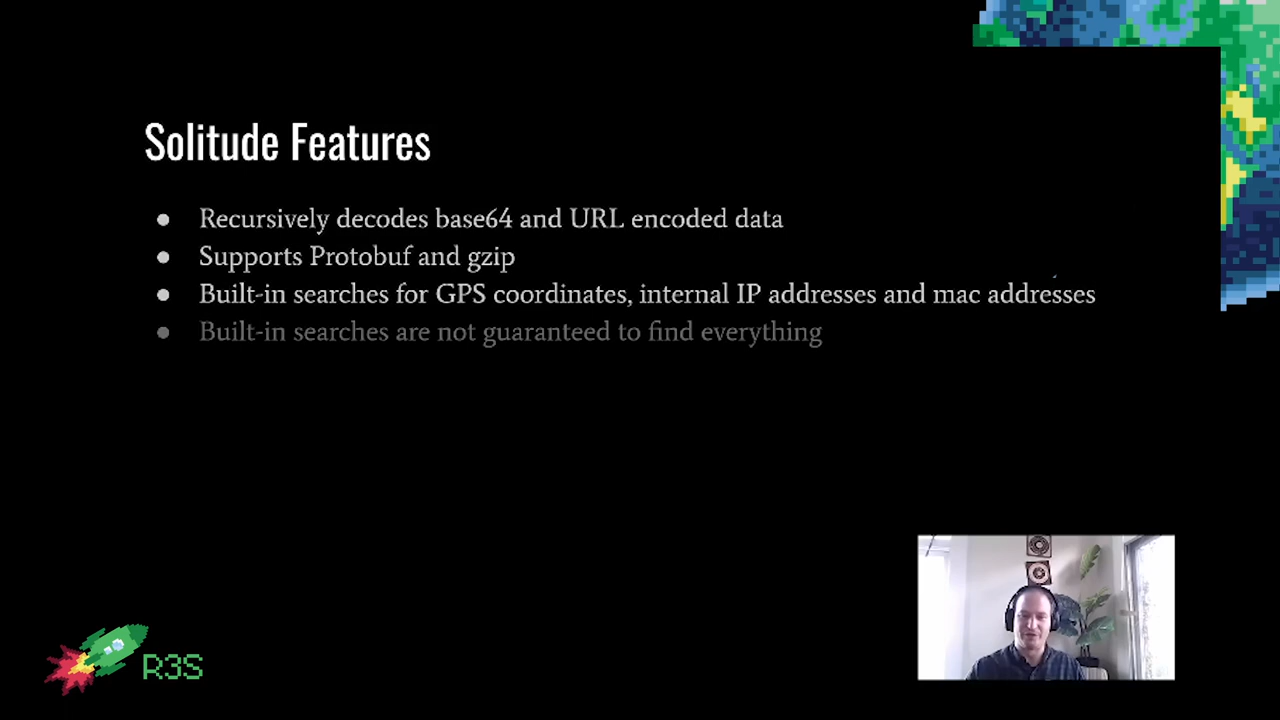 Solitude Features
● Recursively decodes base64 and URL encoded data
● Supports Protobuf and gzip
● Built-in searches for GPS coordinates, internal IP addresses and mac addresses
● Built-in searches are not guaranteed to find everything
R3S